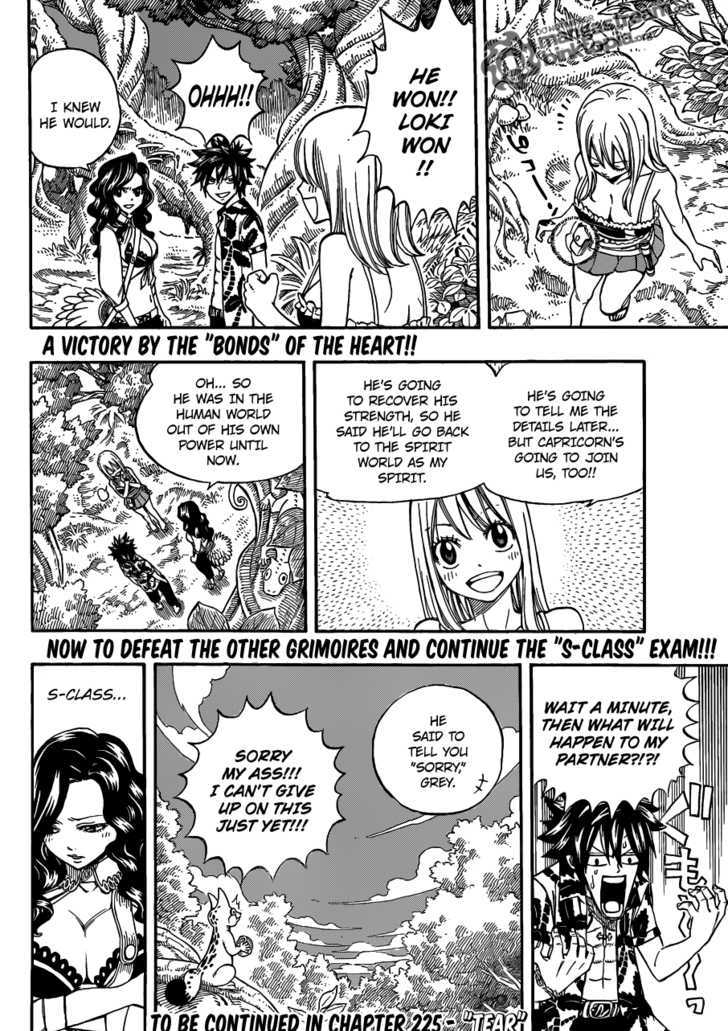 HE
WON!!
LOKI
WON
!!
OHHH!!
I KNEW
HE WOULD.
A VICTORY BY THE "BONDS" OF THE HEART!!
HE'S GOING
TO TELL ME THE
DETAILS LATER...
BUT CAPRICORN'S
GOING TO JOIN
US, TOO!!
HE'S GOING
TO RECOVER HIS
STRENGTH, SO HE
SAID HE'LL GO BACK
TO THE SPIRIT
WORLD AS MY
SPIRIT.
OH... SO
HE WAS IN THE
HUMAN WORLD
OUT OF HIS OWN
POWER UNTIL
NOW.
NOW TO DEFEAT THE OTHER GRIMOIRES AND CONTINUE THE "S-CLASS" EXAM!!!
WAIT A MINUTE,
THEN WHAT WILL
HAPPEN TO MY
PARTNER?!?!
HE
SAID TO
TELL YOU
"SORRY,"
GREY.
SORRY
MY ASS!!!
I CAN'T GIVE
UP ON THIS
JUST YET!!!
S-CLASS...
TO BE CONTINUED IN CHAPTER 225 - "TEAR"